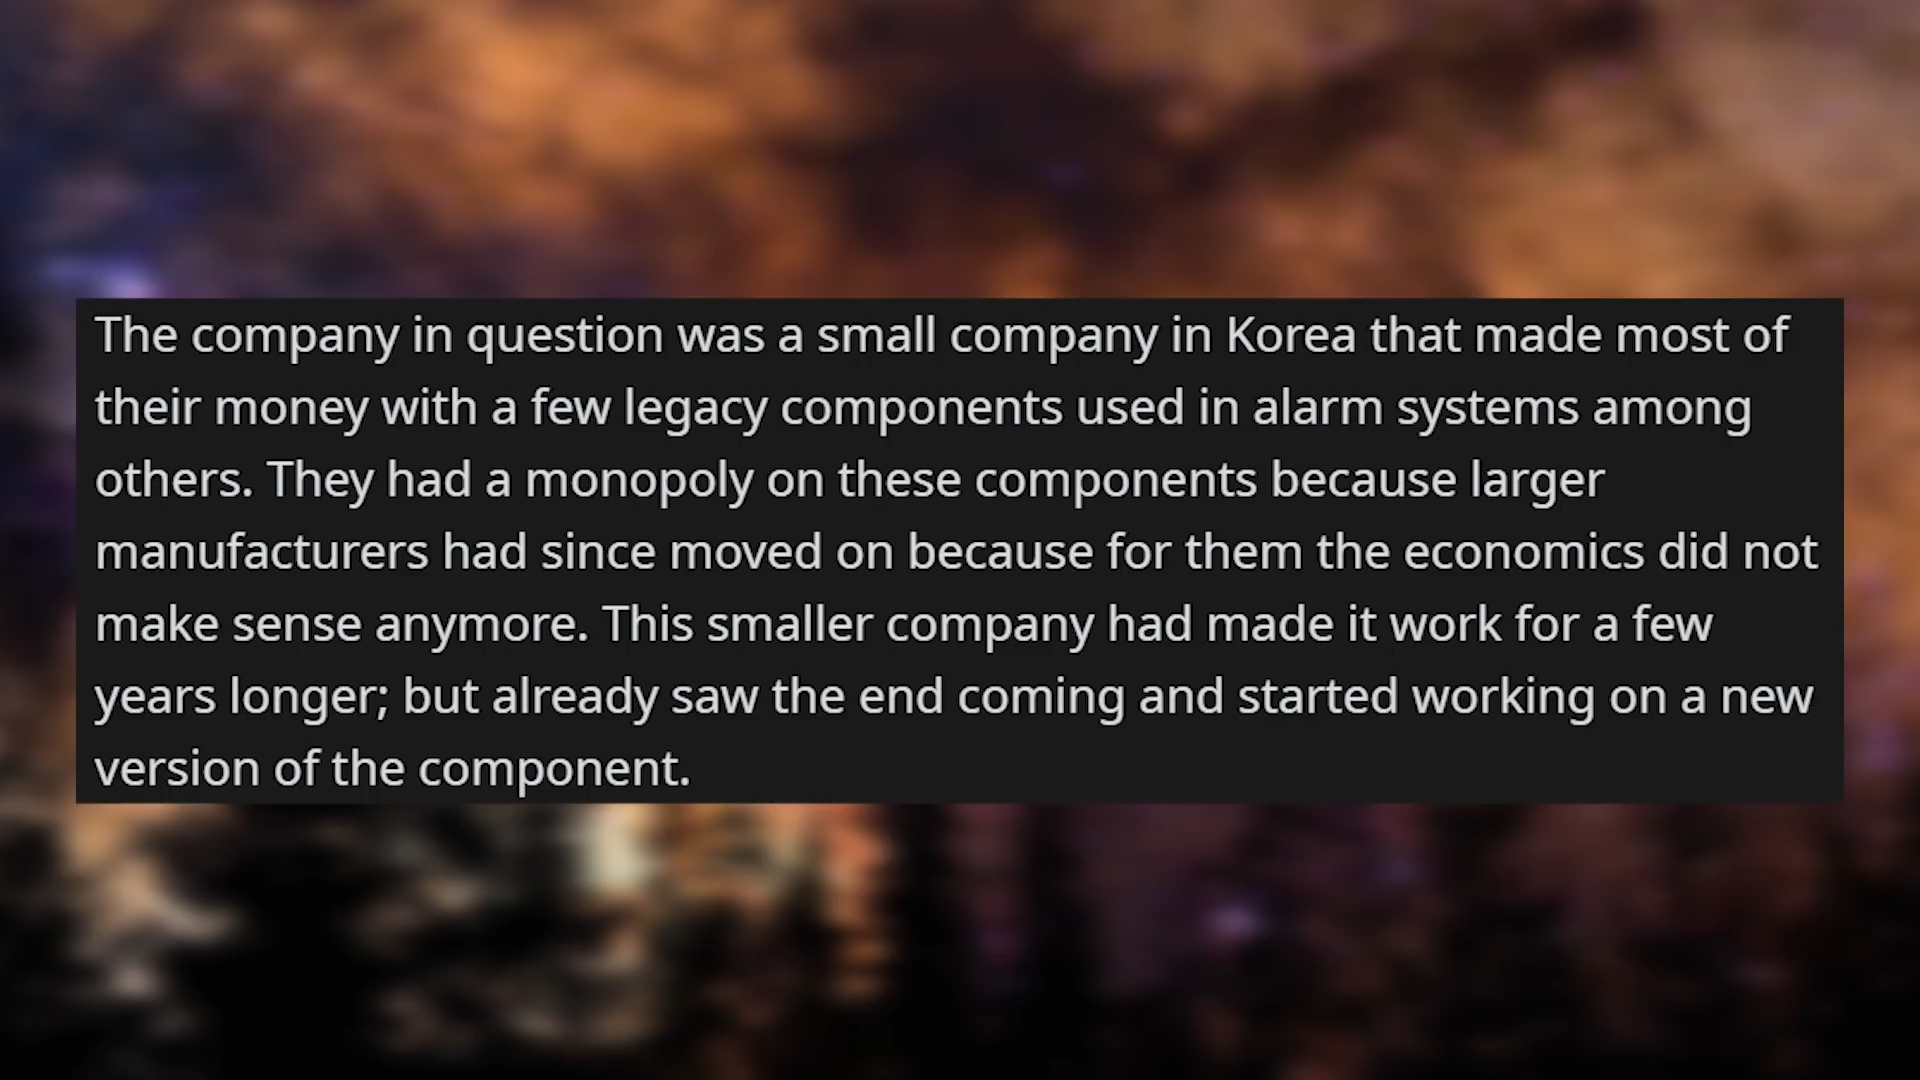 The company in question was a small company in Korea that made most of
their money with a few legacy components used in alarm systems among
others. They had a monopoly on these components because larger
manufacturers had since moved on because for them the economics did not
make sense anymore. This smaller company had made it work for a few
years longer; but already saw the end coming and started working on a new
version of the component.